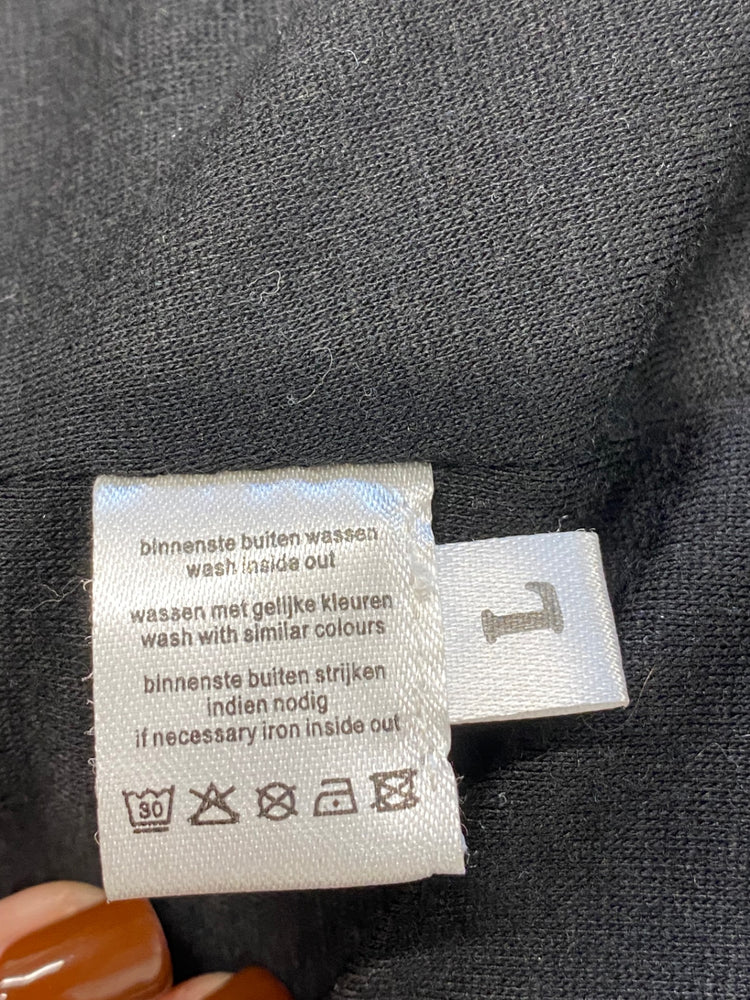 binnenste buiten wassen
wash inside out
wassen met gelijke kleuren
wash with similar colours
binnenste buiten strijken
indien nodig
if necessary iron inside out
30
L